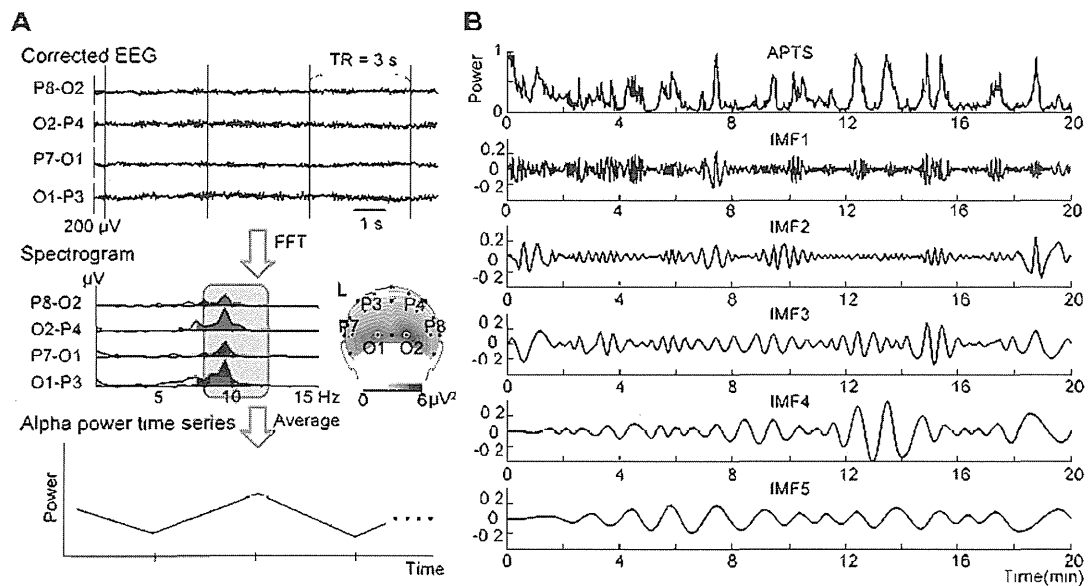 A
Corrected EEG
TR = 3 s
P8-O2
O2-P4
P7-O1
O1-P3
200 µV
1 s
FFT
Spectrogram
µV
P8-O2
O2-P4
P7-O1
O1-P3
5 10 15 Hz
L
P3 P4
P7 P8
O1 O2
0 6µV²
Average
Alpha power time series
Power
Time
B
APTS
Power
1
0
0 4 8 12 16 20
IMF1
0.2
0
-0.2
0 4 8 12 16 20
IMF2
0.2
0
-0.2
0 4 8 12 16 20
IMF3
0.2
0
-0.2
0 4 8 12 16 20
IMF4
0.2
0
-0.2
0 4 8 12 16 20
IMF5
0.2
0
-0.2
0 4 8 12 16 20
Time(min)